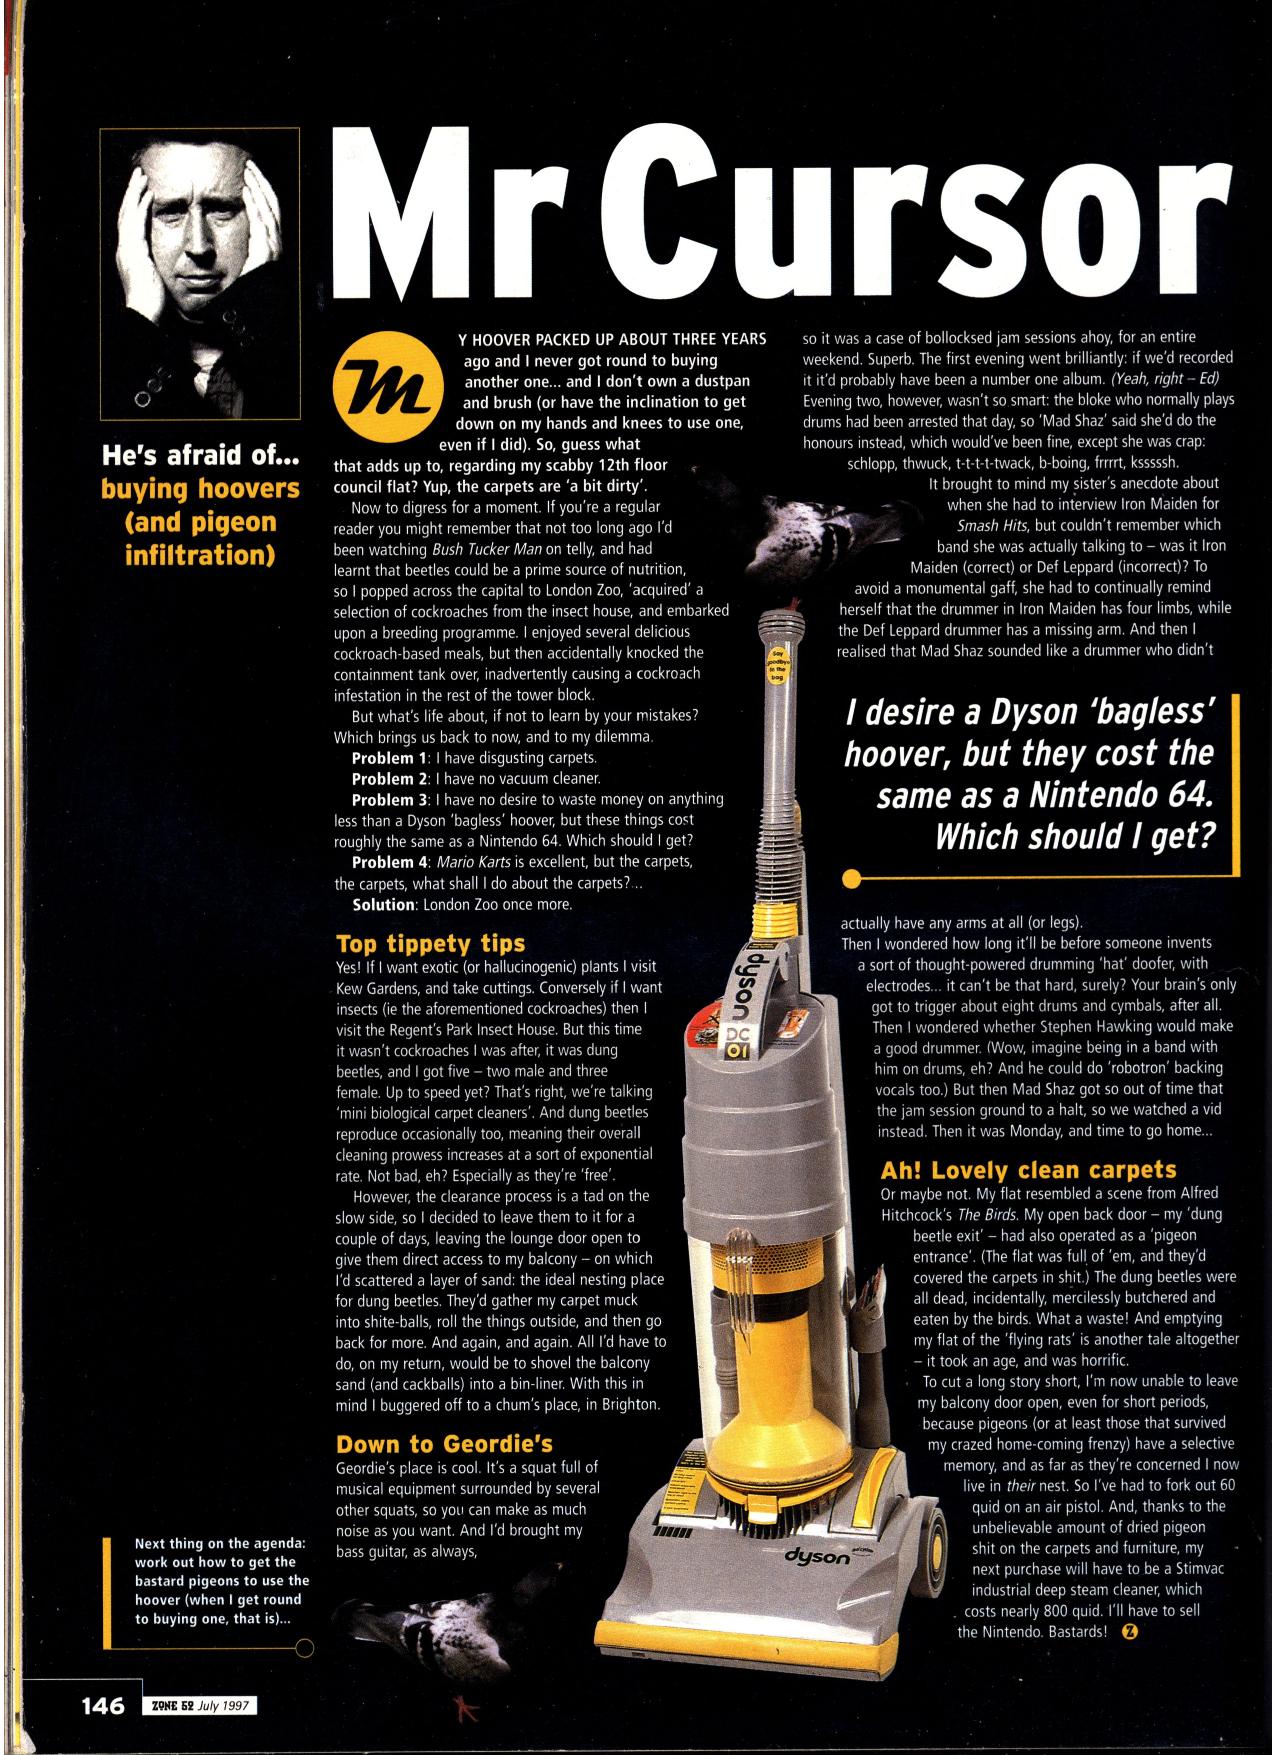 Mr Cursor
He's afraid of...
buying hoovers
(and pigeon
infiltration)
MY HOOVER PACKED UP ABOUT THREE YEARS
ago and I never got round to buying
another one... and I don't own a dustpan
and brush (or have the inclination to get
down on my hands and knees to use one,
even if I did). So, guess what
that adds up to, regarding my scabby 12th floor
council flat? Yup, the carpets are 'a bit dirty'.
Now to digress for a moment. If you're a regular
reader you might remember that not too long ago I'd
been watching Bush Tucker Man on telly, and had
learnt that beetles could be a prime source of nutrition,
so I popped across the capital to London Zoo, 'acquired' a
selection of cockroaches from the insect house, and embarked
upon a breeding programme. I enjoyed several delicious
cockroach-based meals, but then accidentally knocked the
containment tank over, inadvertently causing a cockroach
infestation in the rest of the tower block.
But what's life about, if not to learn by your mistakes?
Which brings us back to now, and to my dilemma.
Problem 1: I have disgusting carpets.
Problem 2: I have no vacuum cleaner.
Problem 3: I have no desire to waste money on anything
less than a Dyson 'bagless' hoover, but these things cost
roughly the same as a Nintendo 64. Which should I get?
Problem 4: Mario Karts is excellent, but the carpets,
the carpets, what shall I do about the carpets?...
Solution: London Zoo once more.
Top tippety tips
Yes! If I want exotic (or hallucinogenic) plants I visit
Kew Gardens, and take cuttings. Conversely if I want
insects (ie the aforementioned cockroaches) then I
visit the Regent's Park Insect House. But this time
it wasn't cockroaches I was after, it was dung
beetles, and I got five – two male and three
female. Up to speed yet? That's right, we're talking
'mini biological carpet cleaners'. And dung beetles
reproduce occasionally too, meaning their overall
cleaning prowess increases at a sort of exponential
rate. Not bad, eh? Especially as they're 'free'.
However, the clearance process is a tad on the
slow side, so I decided to leave them to it for a
couple of days, leaving the lounge door open to
give them direct access to my balcony – on which
I'd scattered a layer of sand: the ideal nesting place
for dung beetles. They'd gather my carpet muck
into shite-balls, roll the things outside, and then go
back for more. And again, and again. All I'd have to
do, on my return, would be to shovel the balcony
sand (and cackballs) into a bin-liner. With this in
mind I buggered off to a chum's place, in Brighton.
Down to Geordie's
Geordie's place is cool. It's a squat full of
musical equipment surrounded by several
other squats, so you can make as much
noise as you want. And I'd brought my
bass guitar, as always,
so it was a case of bollocksed jam sessions ahoy, for an entire
weekend. Superb. The first evening went brilliantly: if we'd recorded
it it'd probably have been a number one album. (Yeah, right – Ed)
Evening two, however, wasn't so smart: the bloke who normally plays
drums had been arrested that day, so 'Mad Shaz' said she'd do the
honours instead, which would've been fine, except she was crap:
schlopp, thwuck, t-t-t-t-twack, b-boing, frrrrt, ksssssh.
It brought to mind my sister's anecdote about
when she had to interview Iron Maiden for
Smash Hits, but couldn't remember which
band she was actually talking to – was it Iron
Maiden (correct) or Def Leppard (incorrect)? To
avoid a monumental gaff, she had to continually remind
herself that the drummer in Iron Maiden has four limbs, while
the Def Leppard drummer has a missing arm. And then I
realised that Mad Shaz sounded like a drummer who didn't
I desire a Dyson 'bagless'
hoover, but they cost the
same as a Nintendo 64.
Which should I get?
actually have any arms at all (or legs).
Then I wondered how long it'll be before someone invents
a sort of thought-powered drumming 'hat' doofer, with
electrodes... it can't be that hard, surely? Your brain's only
got to trigger about eight drums and cymbals, after all.
Then I wondered whether Stephen Hawking would make
a good drummer. (Wow, imagine being in a band with
him on drums, eh? And he could do 'robotron' backing
vocals too.) But then Mad Shaz got so out of time that
the jam session ground to a halt, so we watched a vid
instead. Then it was Monday, and time to go home...
Ah! Lovely clean carpets
Or maybe not. My flat resembled a scene from Alfred
Hitchcock's The Birds. My open back door – my 'dung
beetle exit' – had also operated as a 'pigeon
entrance'. (The flat was full of 'em, and they'd
covered the carpets in shit.) The dung beetles were
all dead, incidentally, mercilessly butchered and
eaten by the birds. What a waste! And emptying
my flat of the 'flying rats' is another tale altogether
– it took an age, and was horrific.
To cut a long story short, I'm now unable to leave
my balcony door open, even for short periods,
because pigeons (or at least those that survived
my crazed home-coming frenzy) have a selective
memory, and as far as they're concerned I now
live in their nest. So I've had to fork out 60
quid on an air pistol. And, thanks to the
unbelievable amount of dried pigeon
shit on the carpets and furniture, my
next purchase will have to be a Stimvac
industrial deep steam cleaner, which
costs nearly 800 quid. I'll have to sell
the Nintendo. Bastards! Z
Say
goodbye
to the
bag
dyson
DC
01
dyson
Next thing on the agenda:
work out how to get the
bastard pigeons to use the
hoover (when I get round
to buying one, that is)...
146 ZONE 52 July 1997